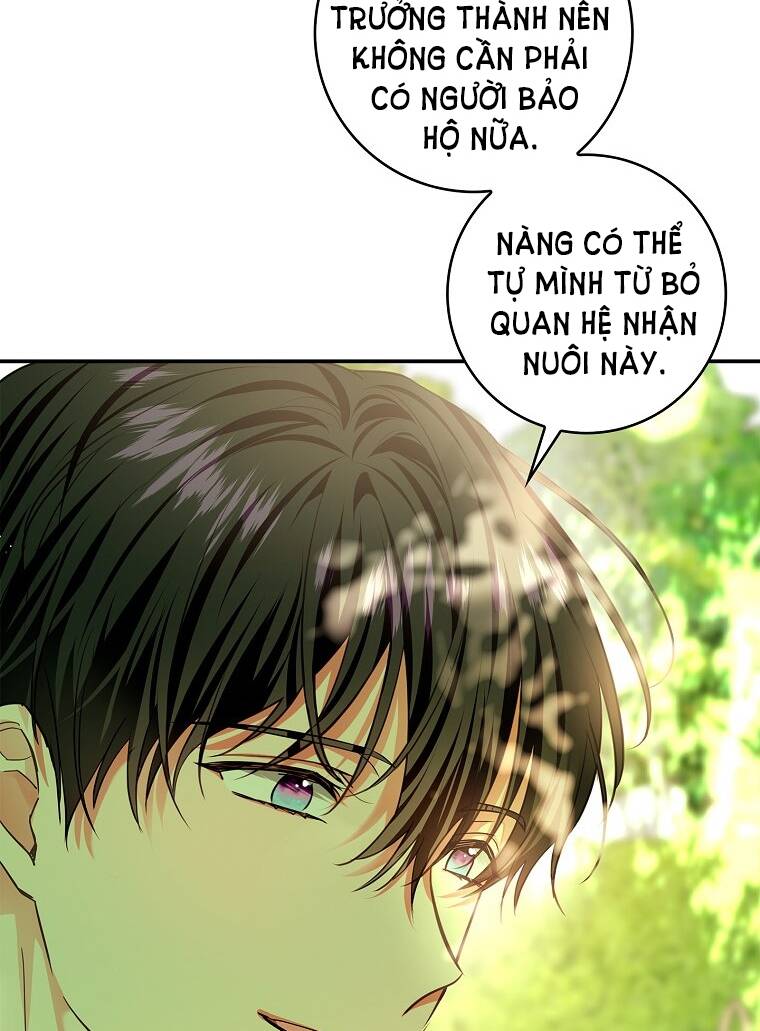 TRƯỞNG THÀNH NÊN
KHÔNG CẦN PHẢI
CÓ NGƯỜI BẢO
HỘ NỮA.
NÀNG CÓ THỂ
TỰ MÌNH TỪ BỎ
QUAN HỆ NHẬN
NUÔI NÀY.